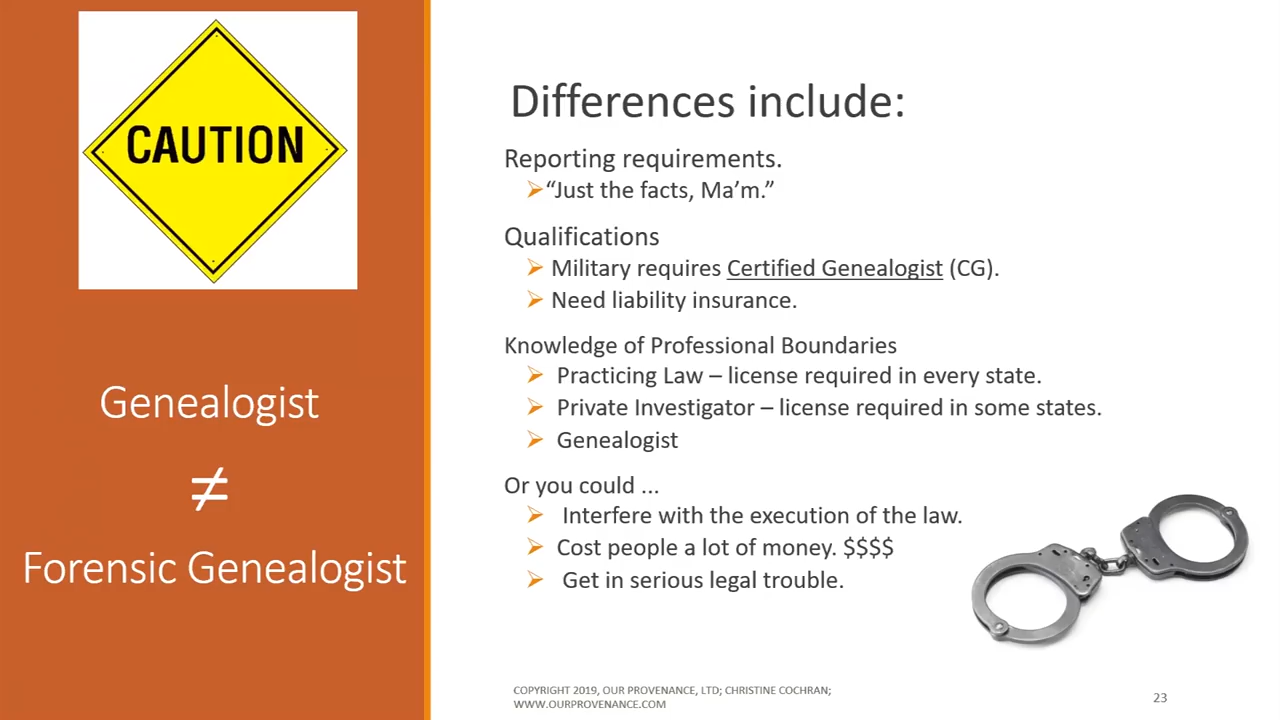 CAUTION
Genealogist
≠
Forensic Genealogist
Differences include:
Reporting requirements.
“Just the facts, Ma’m.”
Qualifications
Military requires Certified Genealogist (CG).
Need liability insurance.
Knowledge of Professional Boundaries
Practicing Law – license required in every state.
Private Investigator – license required in some states.
Genealogist
Or you could ...
Interfere with the execution of the law.
Cost people a lot of money. $$$$
Get in serious legal trouble.
COPYRIGHT 2019, OUR PROVENANCE, LTD; CHRISTINE COCHRAN;
WWW.OURPROVENANCE.COM
23